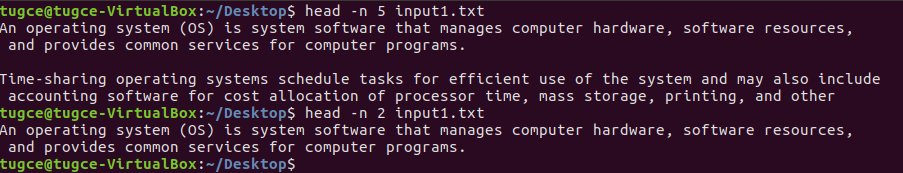 tugce@tugce-VirtualBox:~/Desktop$ head -n 5 input1.txt
An operating system (OS) is system software that manages computer hardware, software resources,
 and provides common services for computer programs.

Time-sharing operating systems schedule tasks for efficient use of the system and may also include
 accounting software for cost allocation of processor time, mass storage, printing, and other
tugce@tugce-VirtualBox:~/Desktop$ head -n 2 input1.txt
An operating system (OS) is system software that manages computer hardware, software resources,
 and provides common services for computer programs.
tugce@tugce-VirtualBox:~/Desktop$